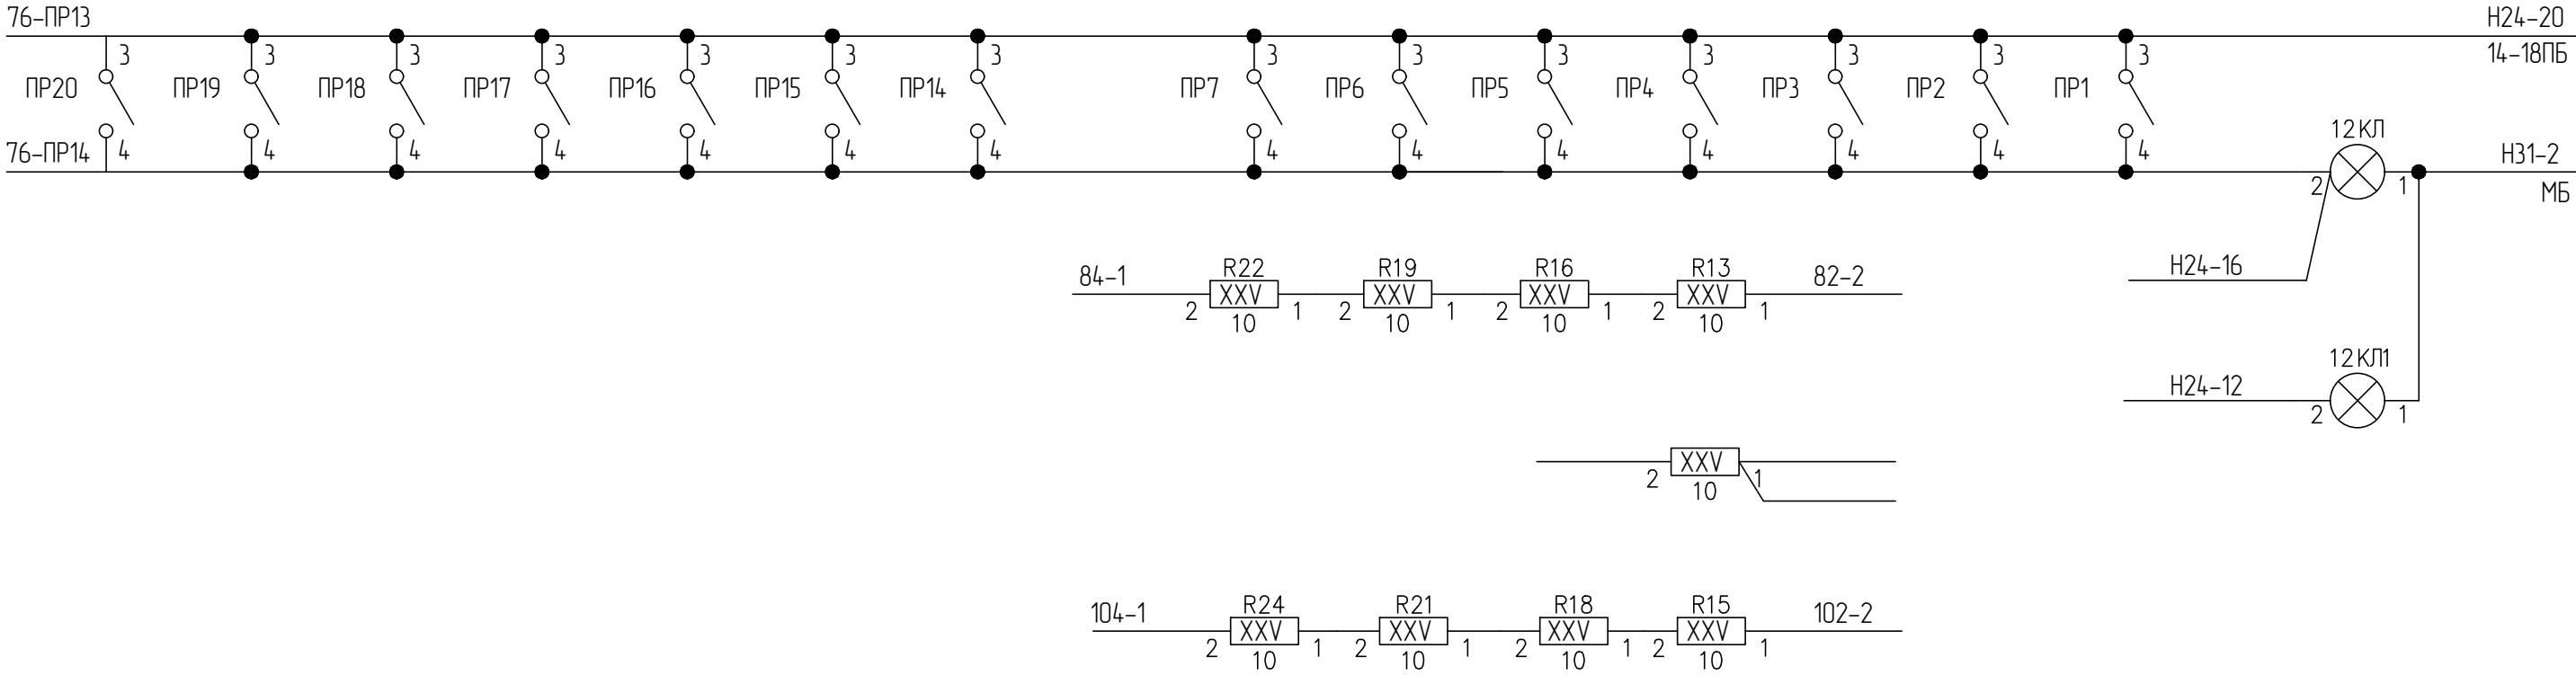 76-ПР13
Н24-20
3 3 3 3 3 3 3 3 3 3 3 3 3 3
14-18ПБ
ПР20 ПР19 ПР18 ПР17 ПР16 ПР15 ПР14 ПР7 ПР6 ПР5 ПР4 ПР3 ПР2 ПР1
12КЛ
76-ПР14 4 4 4 4 4 4 4 4 4 4 4 4 4 4
Н31-2
2 1 МБ
84-1 R22 R19 R16 R13 82-2
Н24-16
XXV XXV XXV XXV
2 1 2 1 2 1 2 1
10 10 10 10
12КЛ1
Н24-12
2 1
XXV
2 1
10
104-1 R24 R21 R18 R15 102-2
XXV XXV XXV XXV
2 1 2 1 2 1 2 1
10 10 10 10